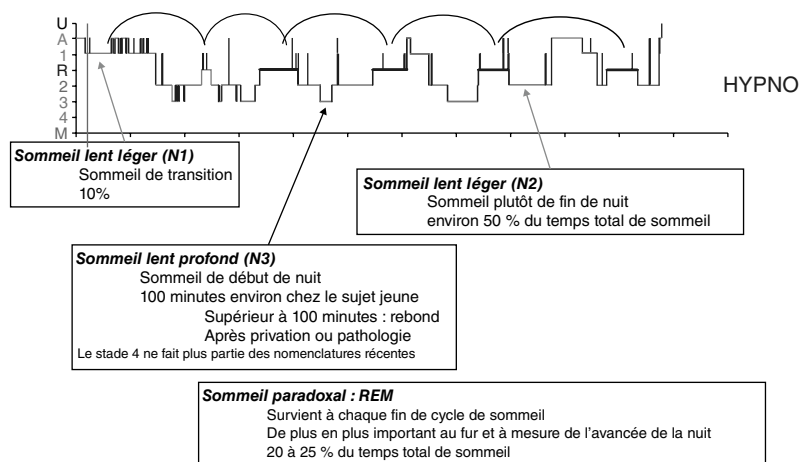 U
A
1
R
2
3
4
M
HYPNO
Sommeil lent léger (N1)
Sommeil de transition
10%
Sommeil lent léger (N2)
Sommeil plutôt de fin de nuit
environ 50 % du temps total de sommeil
Sommeil lent profond (N3)
Sommeil de début de nuit
100 minutes environ chez le sujet jeune
Supérieur à 100 minutes : rebond
Après privation ou pathologie
Le stade 4 ne fait plus partie des nomenclatures récentes
Sommeil paradoxal : REM
Survient à chaque fin de cycle de sommeil
De plus en plus important au fur et à mesure de l'avancée de la nuit
20 à 25 % du temps total de sommeil